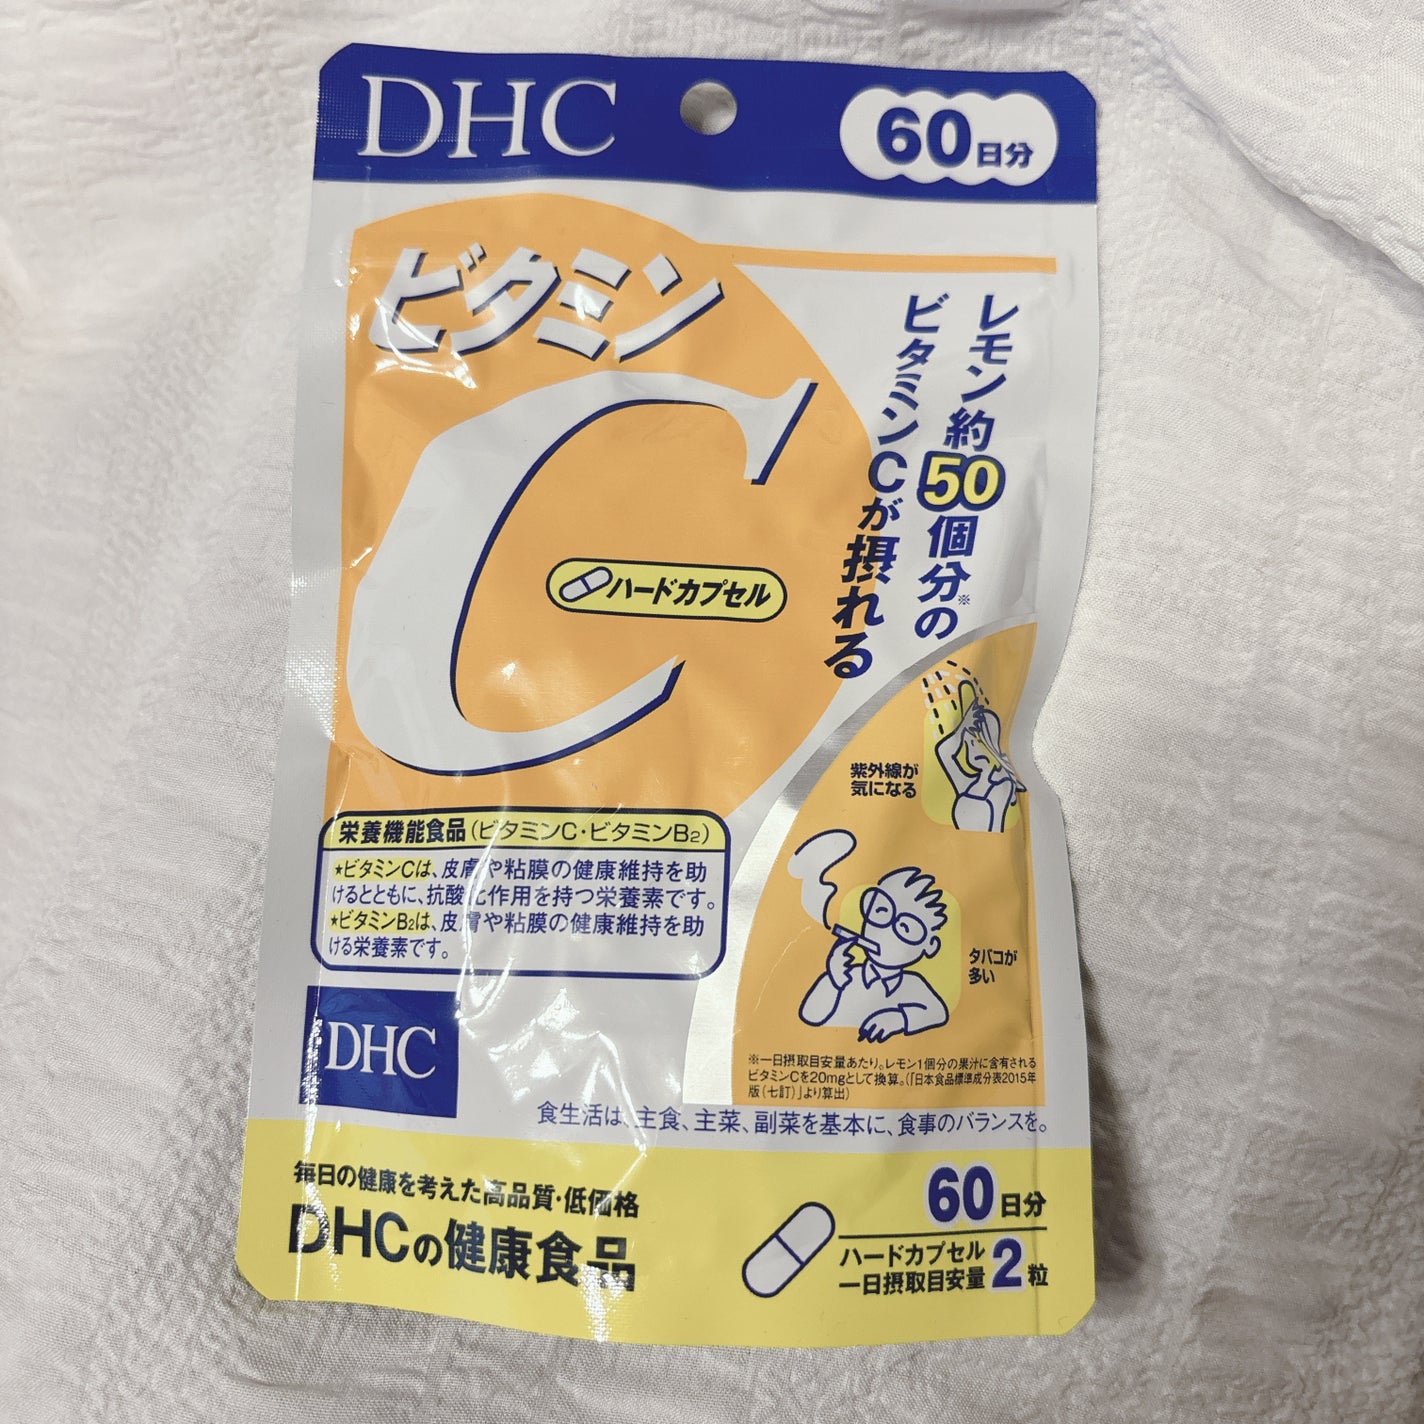 DHC
60日分
ビタミン
C
ハードカプセル
レモン約50個分の※
ビタミンCが摂れる
紫外線が
気になる
タバコが
多い
栄養機能食品(ビタミンC・ビタミンB2)
★ビタミンCは、皮膚や粘膜の健康維持を助
けるとともに、抗酸化作用を持つ栄養素です。
★ビタミンB2は、皮膚や粘膜の健康維持を助
ける栄養素です。
DHC
※一日摂取目安量あたり。レモン1個分の果汁に含有される
ビタミンCを20mgとして換算。(「日本食品標準成分表2015年
版(七訂)」より算出)
食生活は、主食、主菜、副菜を基本に、食事のバランスを。
毎日の健康を考えた高品質・低価格
DHCの健康食品
60日分
ハードカプセル
一日摂取目安量2粒